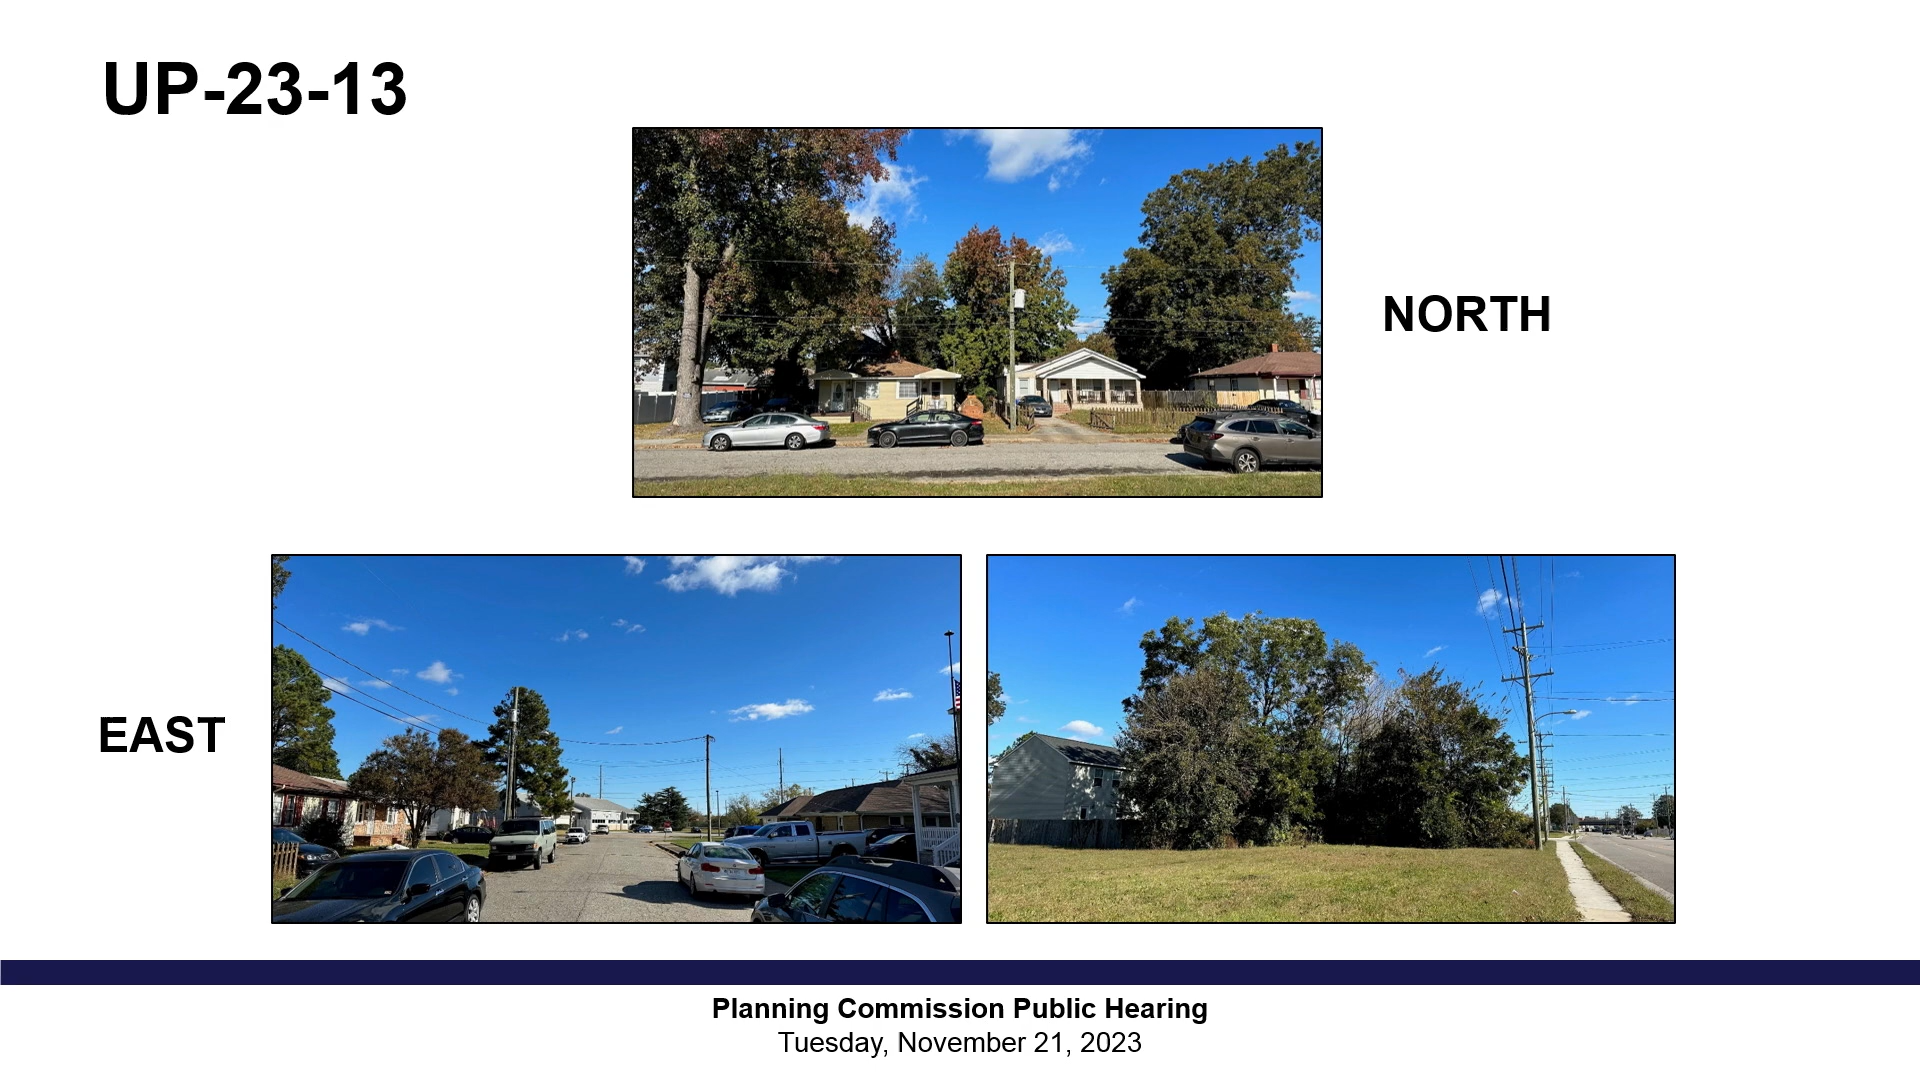 UP-23-13
NORTH
EAST
Planning Commission Public Hearing
Tuesday, November 21, 2023